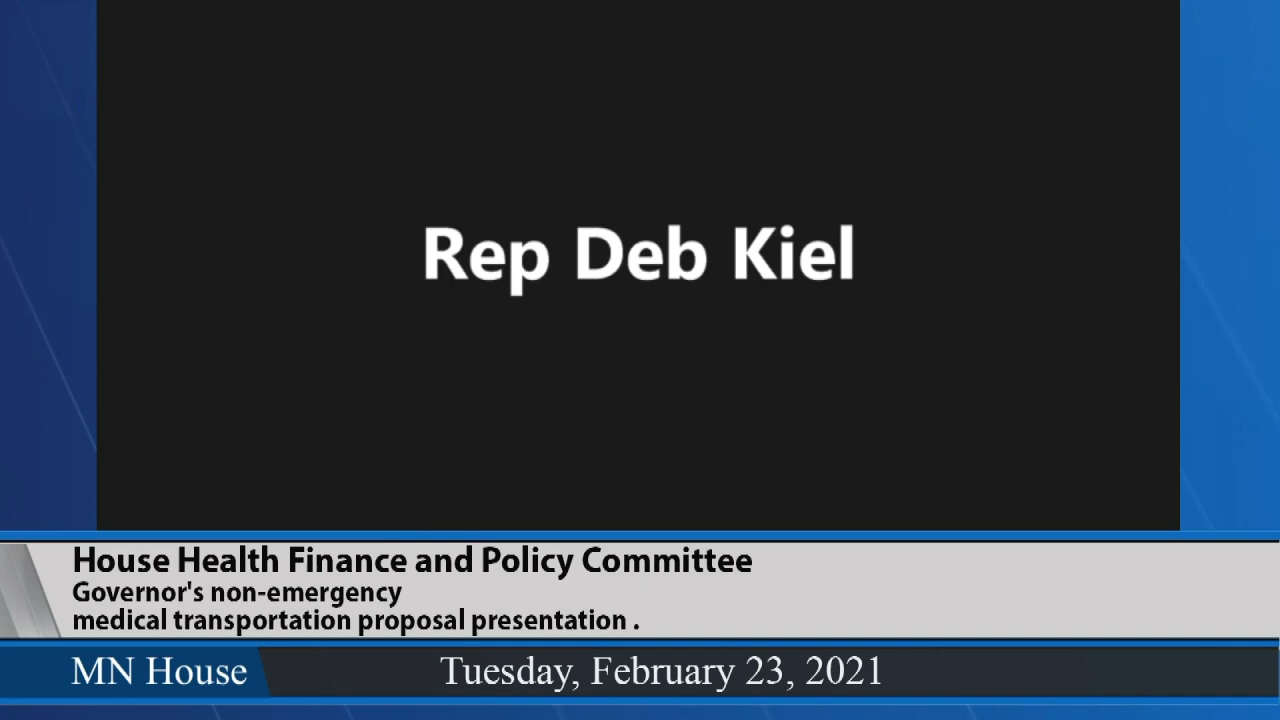 Rep Deb Kiel
House Health Finance and Policy Committee
Governor's non-emergency
medical transportation proposal presentation .
MN House
Tuesday, February 23, 2021